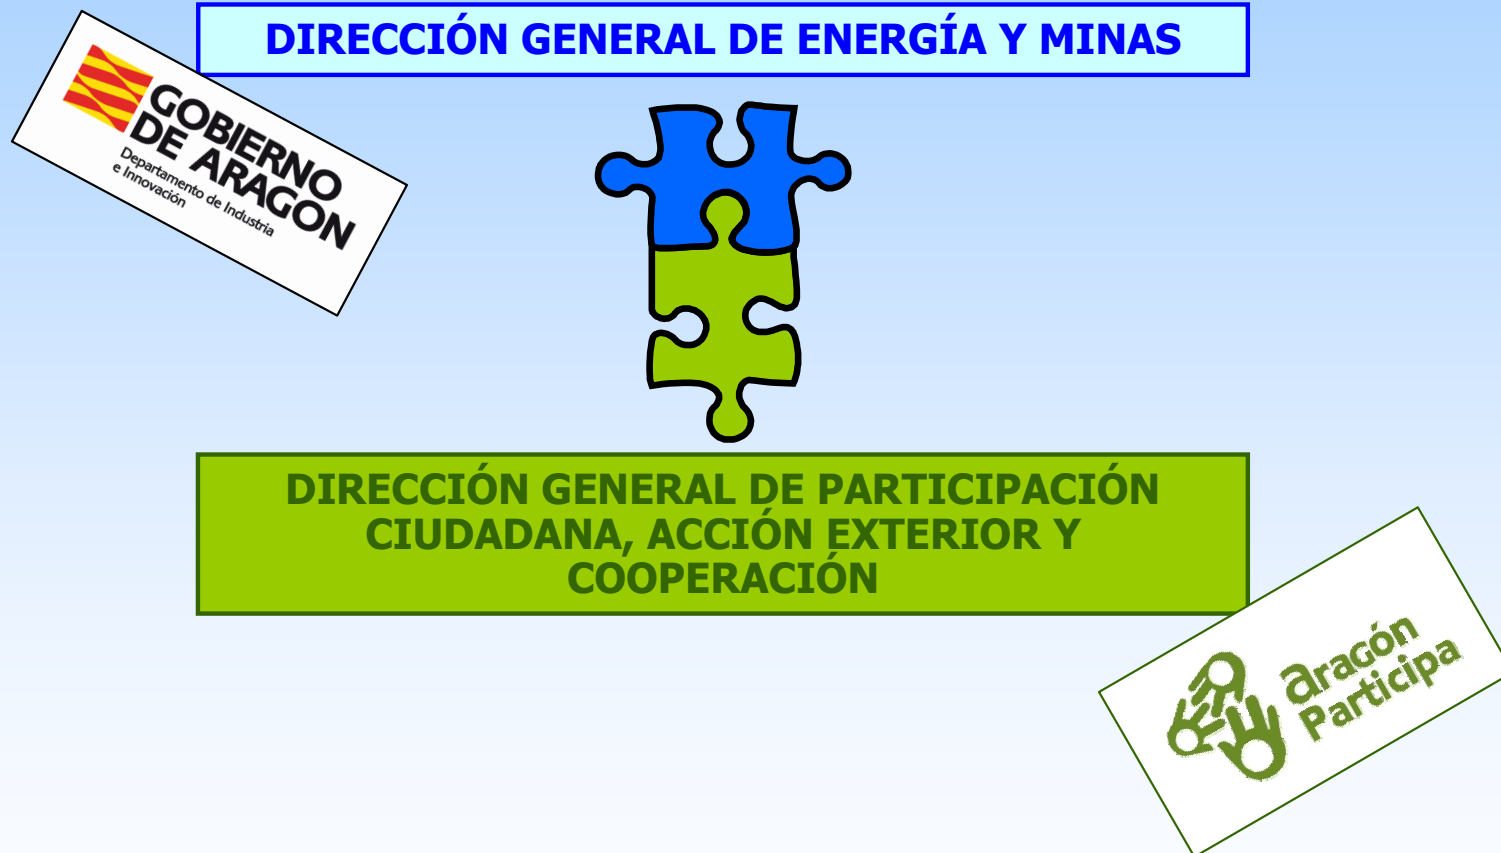 DIRECCIÓN GENERAL DE ENERGÍA Y MINAS
GOBIERNO
DE ARAGON
Departamento de Industria
e Innovación
DIRECCIÓN GENERAL DE PARTICIPACIÓN
CIUDADANA, ACCIÓN EXTERIOR Y
COOPERACIÓN
aragón
Participa